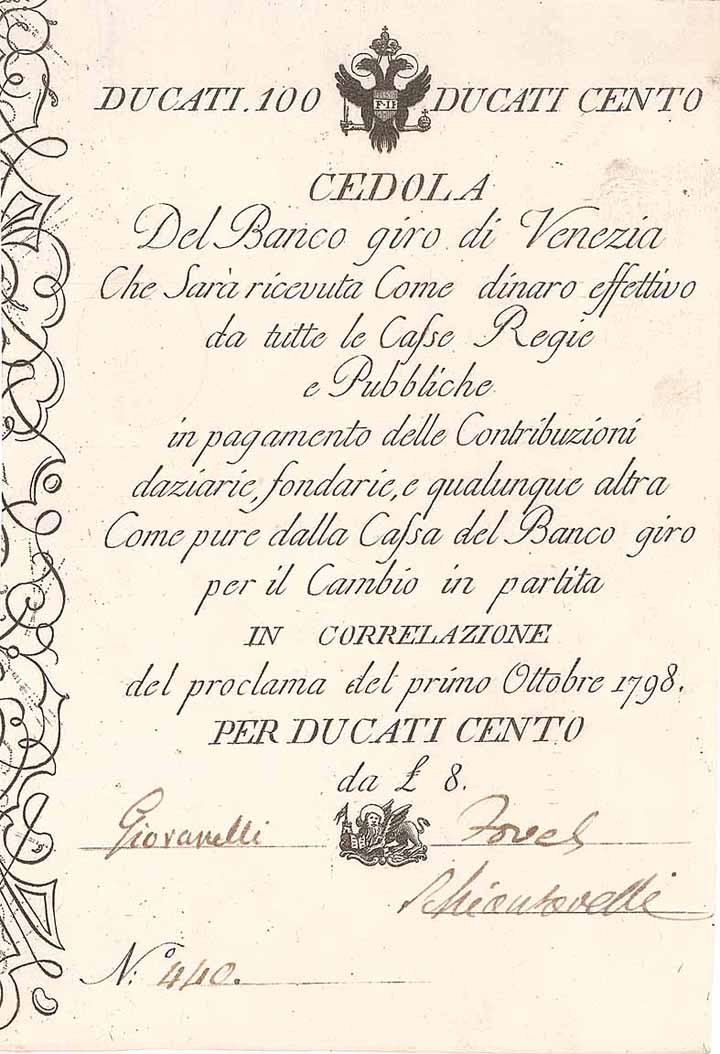 DUCATI. 100 DUCATI CENTO
F·II
CEDOLA
Del Banco giro di Venezia
Che Sarà ricevuta Come dinaro effettivo
da tutte le Caſse Regie
e Pubbliche
in pagamento delle Contribuzioni
daziarie, fondarie, e qualunque altra
Come pure dalla Caſsa del Banco giro
per il Cambio in partita
IN CORRELAZIONE
del proclama del primo Ottobre 1798.
PER DUCATI CENTO
da £ 8.
Giovanelli
N.º 440.